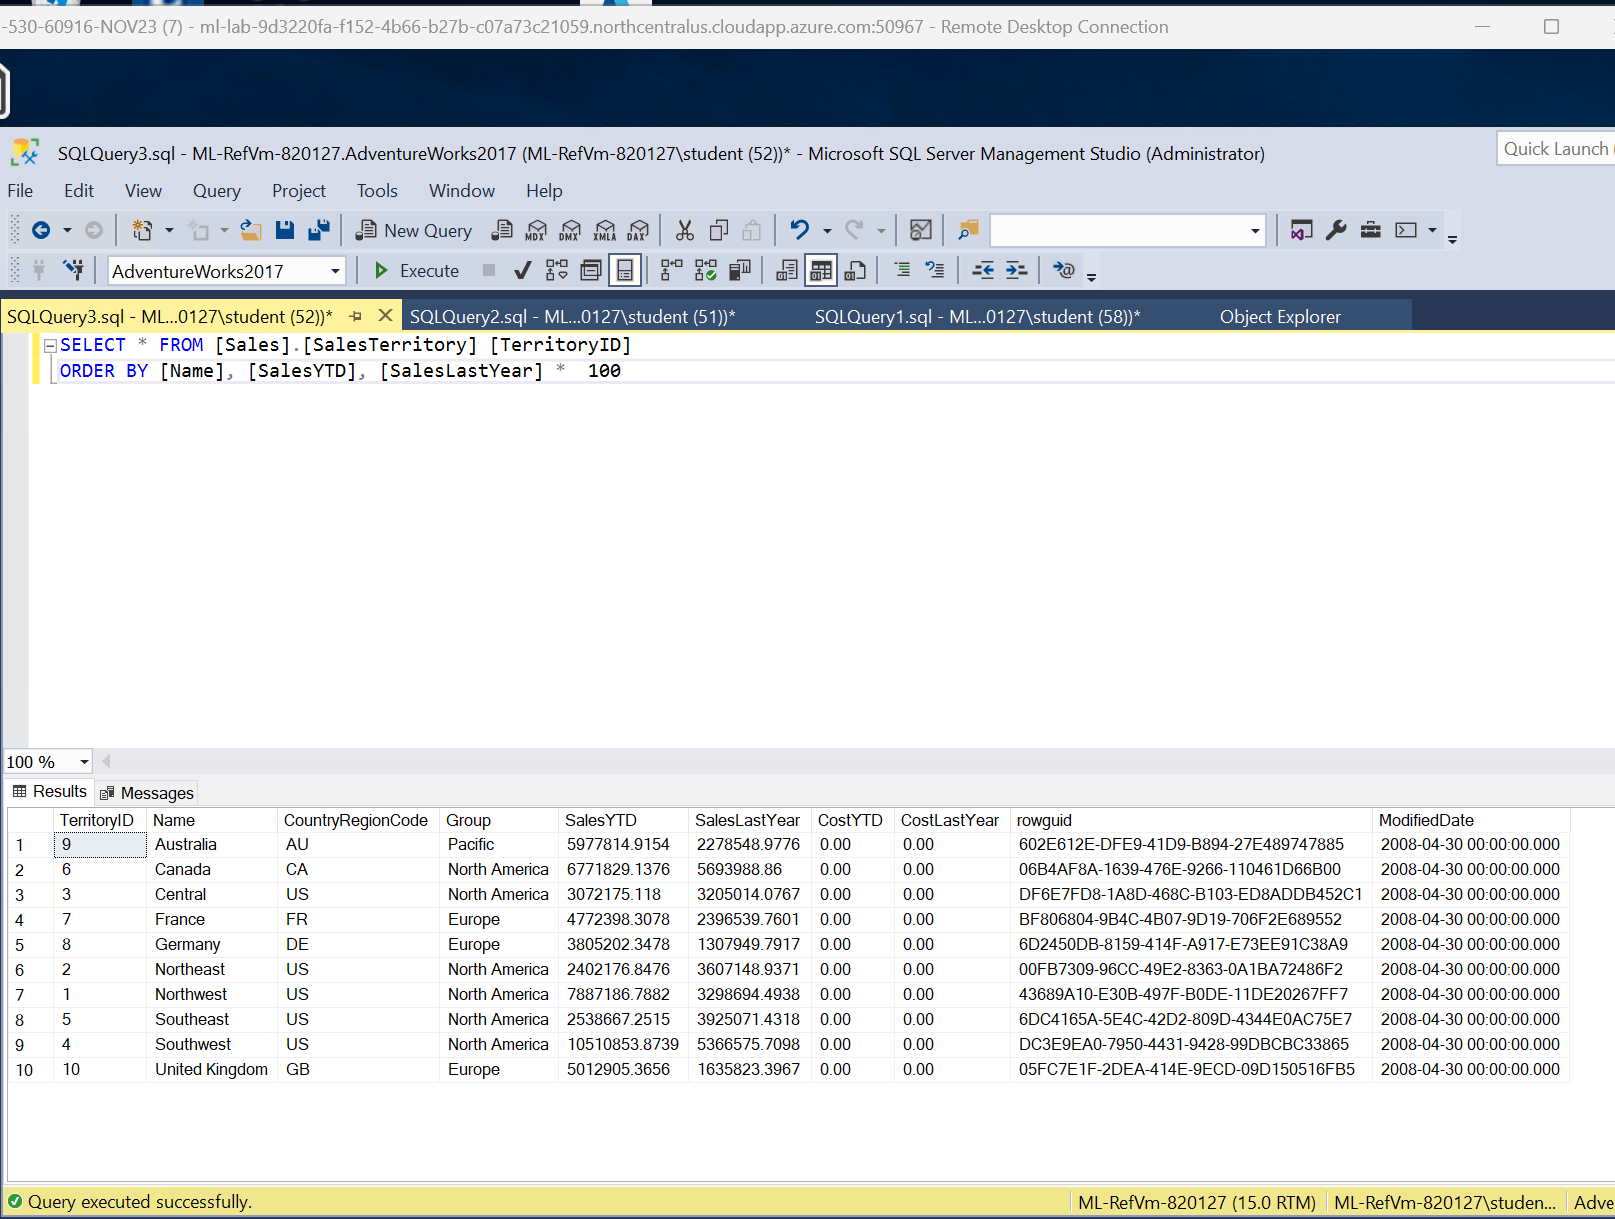 -530-60916-NOV23 (7) - ml-lab-9d3220fa-f152-4b66-b27b-c07a73c21059.northcentralus.cloudapp.azure.com:50967 - Remote Desktop Connection
SQLQuery3.sql - ML-RefVm-820127.AdventureWorks2017 (ML-RefVm-820127\student (52))* - Microsoft SQL Server Management Studio (Administrator)
Quick Launch (
File Edit View Query Project Tools Window Help
New Query MDX DMX XMLA DAX
AdventureWorks2017 Execute
SQLQuery3.sql - ML...0127\student (52))* SQLQuery2.sql - ML...0127\student (51))* SQLQuery1.sql - ML...0127\student (58))* Object Explorer
SELECT * FROM [Sales].[SalesTerritory] [TerritoryID]
ORDER BY [Name], [SalesYTD], [SalesLastYear] * 100
100 %
Results Messages
TerritoryID Name CountryRegionCode Group SalesYTD SalesLastYear CostYTD CostLastYear rowguid ModifiedDate
1 9 Australia AU Pacific 5977814.9154 2278548.9776 0.00 0.00 602E612E-DFE9-41D9-B894-27E489747885 2008-04-30 00:00:00.000
2 6 Canada CA North America 6771829.1376 5693988.86 0.00 0.00 06B4AF8A-1639-476E-9266-110461D66B00 2008-04-30 00:00:00.000
3 3 Central US North America 3072175.118 3205014.0767 0.00 0.00 DF6E7FD8-1A8D-468C-B103-ED8ADDB452C1 2008-04-30 00:00:00.000
4 7 France FR Europe 4772398.3078 2396539.7601 0.00 0.00 BF806804-9B4C-4B07-9D19-706F2E689552 2008-04-30 00:00:00.000
5 8 Germany DE Europe 3805202.3478 1307949.7917 0.00 0.00 6D2450DB-8159-414F-A917-E73EE91C38A9 2008-04-30 00:00:00.000
6 2 Northeast US North America 2402176.8476 3607148.9371 0.00 0.00 00FB7309-96CC-49E2-8363-0A1BA72486F2 2008-04-30 00:00:00.000
7 1 Northwest US North America 7887186.7882 3298694.4938 0.00 0.00 43689A10-E30B-497F-B0DE-11DE20267FF7 2008-04-30 00:00:00.000
8 5 Southeast US North America 2538667.2515 3925071.4318 0.00 0.00 6DC4165A-5E4C-42D2-809D-4344E0AC75E7 2008-04-30 00:00:00.000
9 4 Southwest US North America 10510853.8739 5366575.7098 0.00 0.00 DC3E9EA0-7950-4431-9428-99DBCBC33865 2008-04-30 00:00:00.000
10 10 United Kingdom GB Europe 5012905.3656 1635823.3967 0.00 0.00 05FC7E1F-2DEA-414E-9ECD-09D150516FB5 2008-04-30 00:00:00.000
Query executed successfully. ML-RefVm-820127 (15.0 RTM) ML-RefVm-820127\studen... Adve